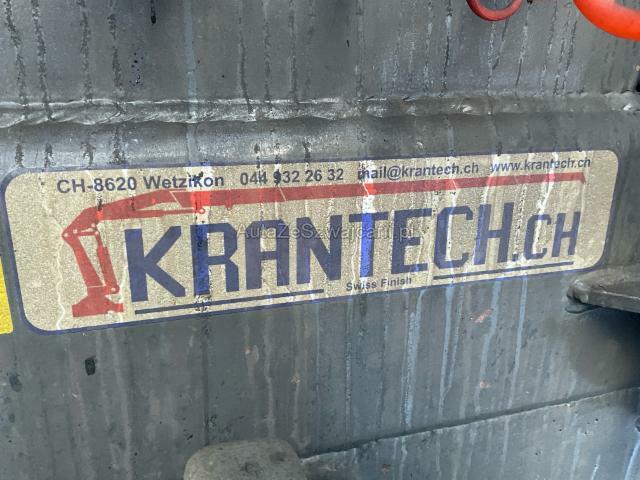 CH-8620 Wetzikon 044 932 26 32 mail@krantech.ch www.krantech.ch
AutaZeSzwajcarii.pl
KRANTECH.CH
Swiss Finish